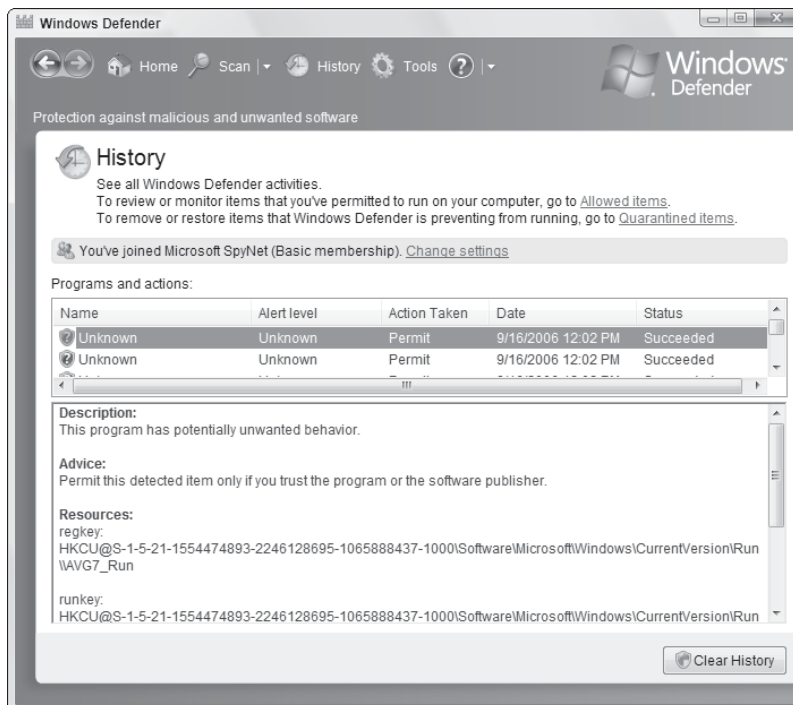 Windows Defender
Home Scan History Tools
Windows
Defender
Protection against malicious and unwanted software
History
See all Windows Defender activities.
To review or monitor items that you've permitted to run on your computer, go to Allowed items.
To remove or restore items that Windows Defender is preventing from running, go to Quarantined items.
You've joined Microsoft SpyNet (Basic membership). Change settings
Programs and actions:
Name Alert level Action Taken Date Status
Unknown Unknown Permit 9/16/2006 12:02 PM Succeeded
Unknown Unknown Permit 9/16/2006 12:02 PM Succeeded
Description:
This program has potentially unwanted behavior.
Advice:
Permit this detected item only if you trust the program or the software publisher.
Resources:
regkey:
HKCU@S-1-5-21-1554474893-2246128695-1065888437-1000\Software\Microsoft\Windows\CurrentVersion\Run
\\AVG7_Run
runkey:
HKCU@S-1-5-21-1554474893-2246128695-1065888437-1000\Software\Microsoft\Windows\CurrentVersion\Run
Clear History